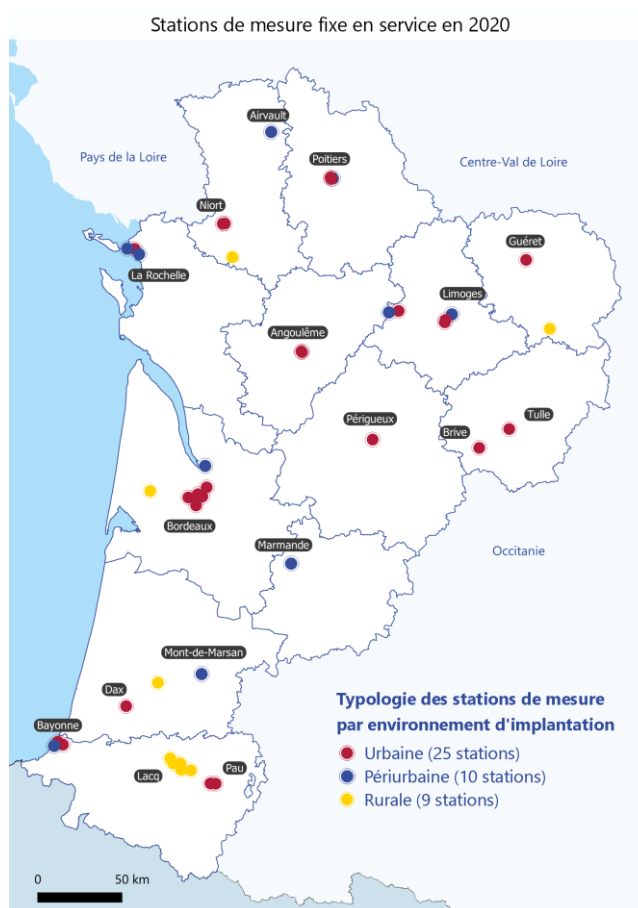 Stations de mesure fixe en service en 2020
Airvault
Pays de la Loire
Poitiers
Centre-Val de Loire
Niort
Guéret
La Rochelle
Limoges
Angoulême
Périgueux
Tulle
Brive
Bordeaux
Marmande
Occitanie
Mont-de-Marsan
Dax
Bayonne
Lacq
Pau
Typologie des stations de mesure
par environnement d'implantation
Urbaine (25 stations)
Périurbaine (10 stations)
Rurale (9 stations)
0 50 km